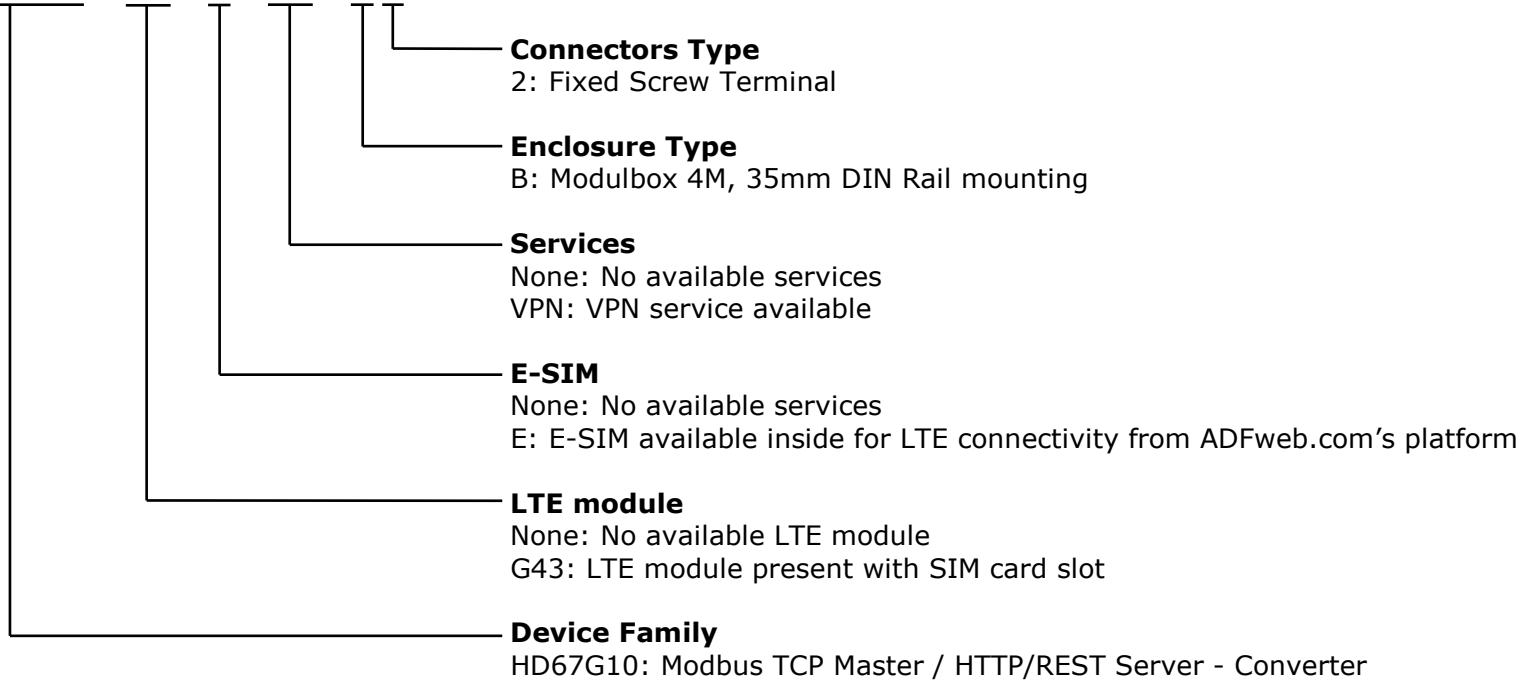 Connectors Type
2: Fixed Screw Terminal
Enclosure Type
B: Modulbox 4M, 35mm DIN Rail mounting
Services
None: No available services
VPN: VPN service available
E-SIM
None: No available services
E: E-SIM available inside for LTE connectivity from ADFweb.com’s platform
LTE module
None: No available LTE module
G43: LTE module present with SIM card slot
Device Family
HD67G10: Modbus TCP Master / HTTP/REST Server - Converter